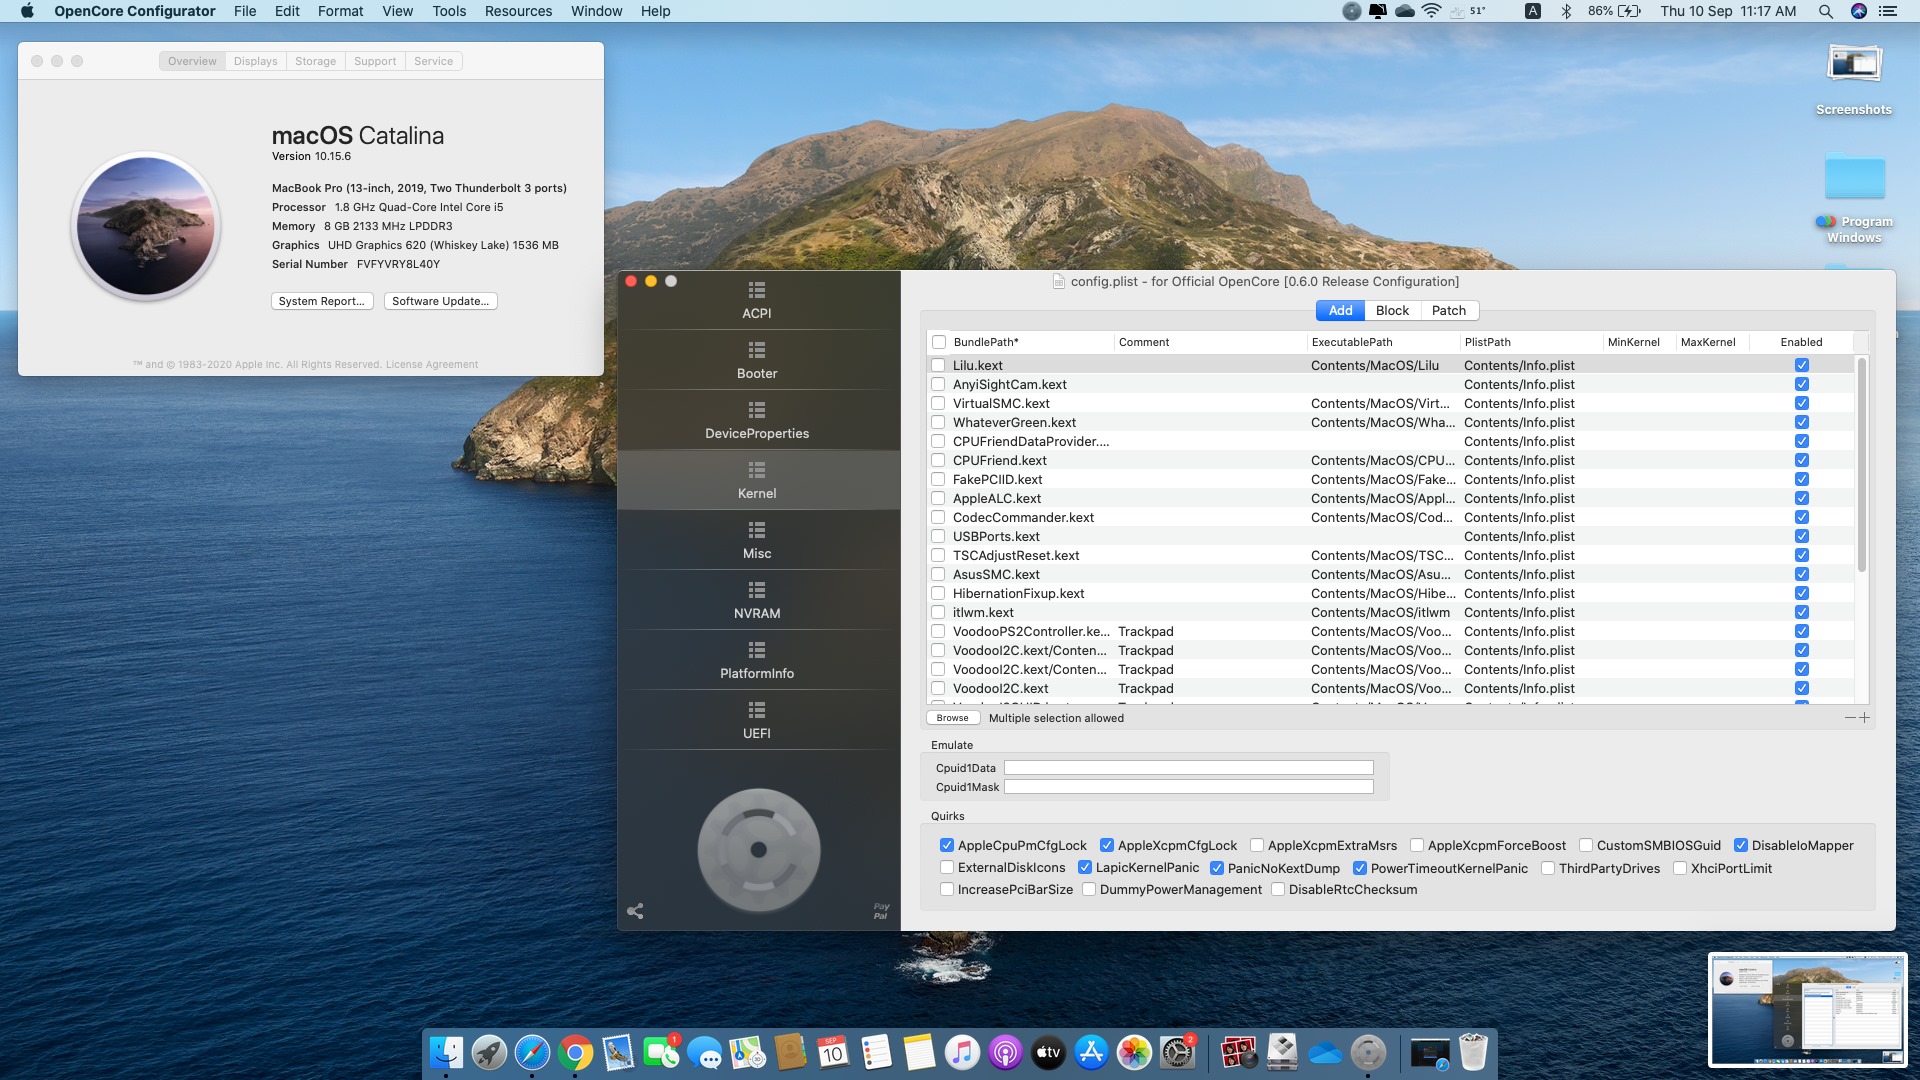 OpenCore Configurator File Edit Format View Tools Resources Window Help
51° A 86% Thu 10 Sep 11:17 AM
Overview Displays Storage Support Service
macOS Catalina
Version 10.15.6
MacBook Pro (13-inch, 2019, Two Thunderbolt 3 ports)
Processor 1.8 GHz Quad-Core Intel Core i5
Memory 8 GB 2133 MHz LPDDR3
Graphics UHD Graphics 620 (Whiskey Lake) 1536 MB
Serial Number FVFYVRY8L40Y
System Report... Software Update...
™ and © 1983-2020 Apple Inc. All Rights Reserved. License Agreement
Screenshots
Program
Windows
config.plist - for Official OpenCore [0.6.0 Release Configuration]
ACPI
Booter
DeviceProperties
Kernel
Misc
NVRAM
PlatformInfo
UEFI
Pay
Pal
Add Block Patch
BundlePath* Comment ExecutablePath PlistPath MinKernel MaxKernel Enabled
Lilu.kext Contents/MacOS/Lilu Contents/Info.plist
AnyiSightCam.kext Contents/Info.plist
VirtualSMC.kext Contents/MacOS/Virt... Contents/Info.plist
WhateverGreen.kext Contents/MacOS/Wha... Contents/Info.plist
CPUFriendDataProvider.... Contents/Info.plist
CPUFriend.kext Contents/MacOS/CPU... Contents/Info.plist
FakePCIID.kext Contents/MacOS/Fake... Contents/Info.plist
AppleALC.kext Contents/MacOS/Appl... Contents/Info.plist
CodecCommander.kext Contents/MacOS/Cod... Contents/Info.plist
USBPorts.kext Contents/Info.plist
TSCAdjustReset.kext Contents/MacOS/TSC... Contents/Info.plist
AsusSMC.kext Contents/MacOS/Asu... Contents/Info.plist
HibernationFixup.kext Contents/MacOS/Hibe... Contents/Info.plist
itlwm.kext Contents/MacOS/itlwm Contents/Info.plist
VoodooPS2Controller.ke... Trackpad Contents/MacOS/Voo... Contents/Info.plist
VoodooI2C.kext/Conten... Trackpad Contents/MacOS/Voo... Contents/Info.plist
VoodooI2C.kext/Conten... Trackpad Contents/MacOS/Voo... Contents/Info.plist
VoodooI2C.kext Trackpad Contents/MacOS/Voo... Contents/Info.plist
Browse Multiple selection allowed
Emulate
Cpuid1Data
Cpuid1Mask
Quirks
AppleCpuPmCfgLock AppleXcpmCfgLock AppleXcpmExtraMsrs AppleXcpmForceBoost CustomSMBIOSGuid DisableIoMapper
ExternalDiskIcons LapicKernelPanic PanicNoKextDump PowerTimeoutKernelPanic ThirdPartyDrives XhciPortLimit
IncreasePciBarSize DummyPowerManagement DisableRtcChecksum
1
SEP
10
tv
2